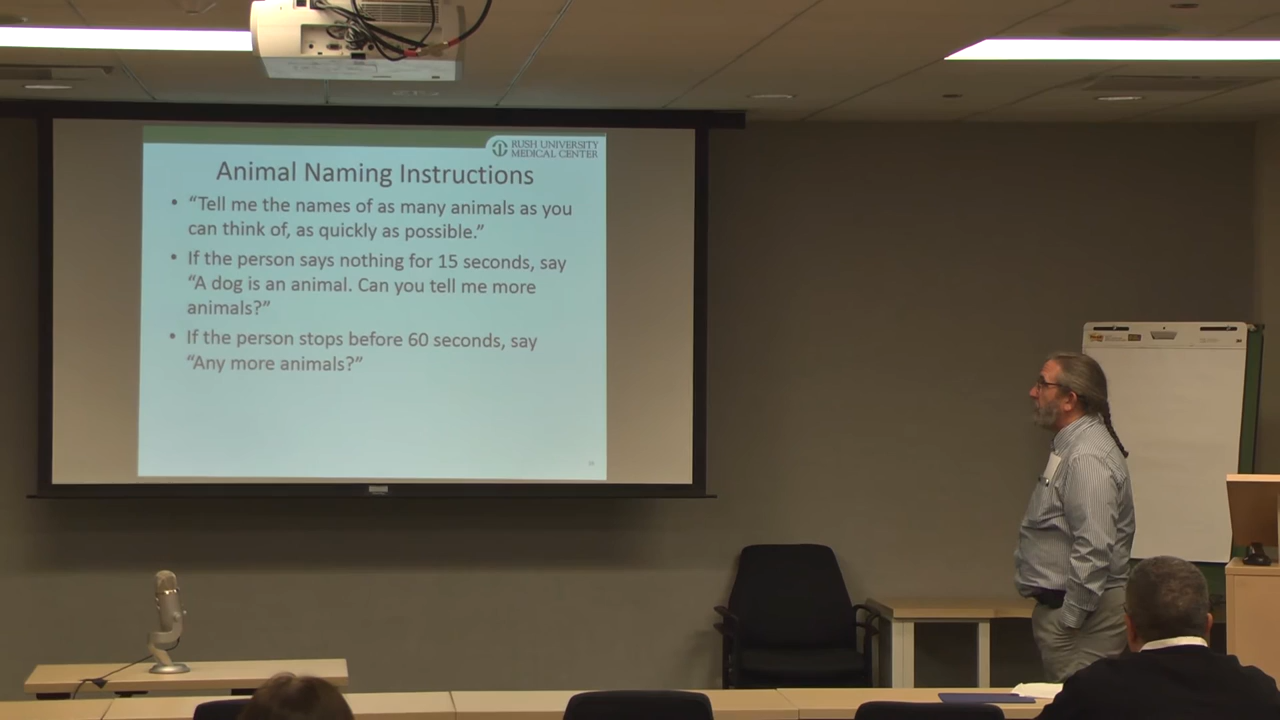 RUSH UNIVERSITY
MEDICAL CENTER
Animal Naming Instructions
• “Tell me the names of as many animals as you
can think of, as quickly as possible.”
• If the person says nothing for 15 seconds, say
“A dog is an animal. Can you tell me more
animals?”
• If the person stops before 60 seconds, say
“Any more animals?”